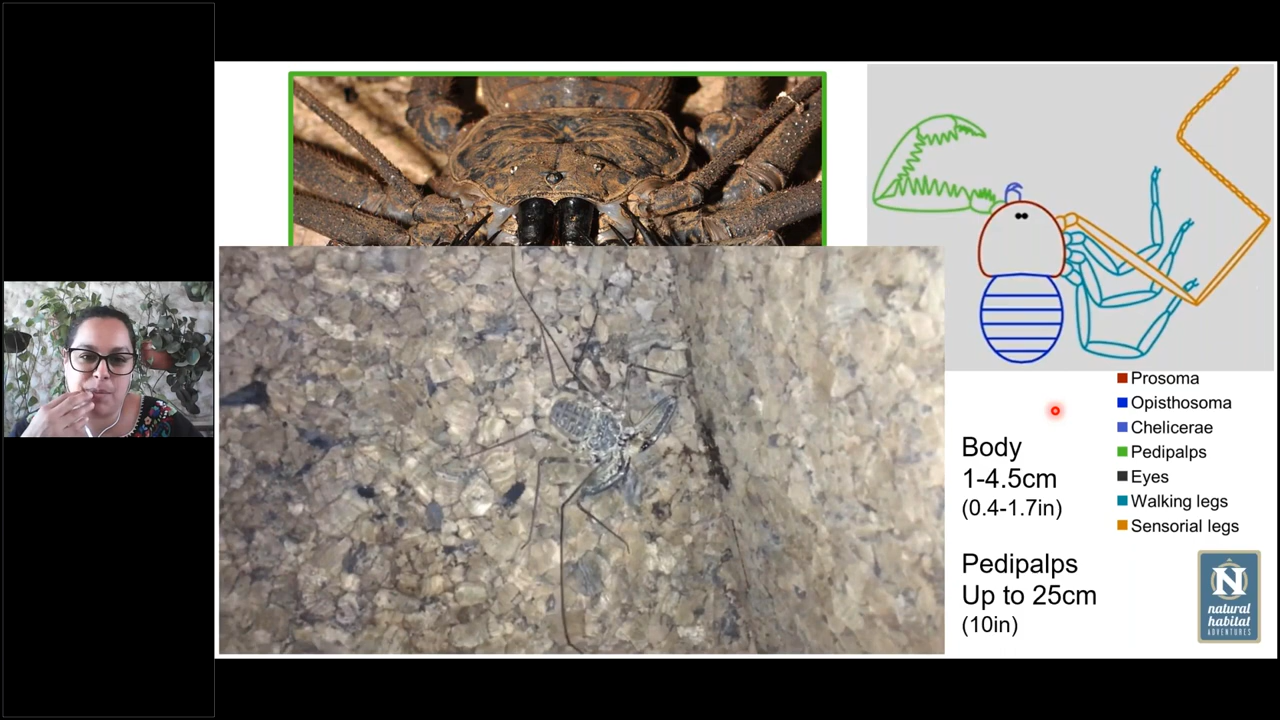 Prosoma
Opisthosoma
Chelicerae
Pedipalps
Eyes
Walking legs
Sensorial legs
Body
1-4.5cm
(0.4-1.7in)
Pedipalps
Up to 25cm
(10in)
N
natural
habitat
ADVENTURES